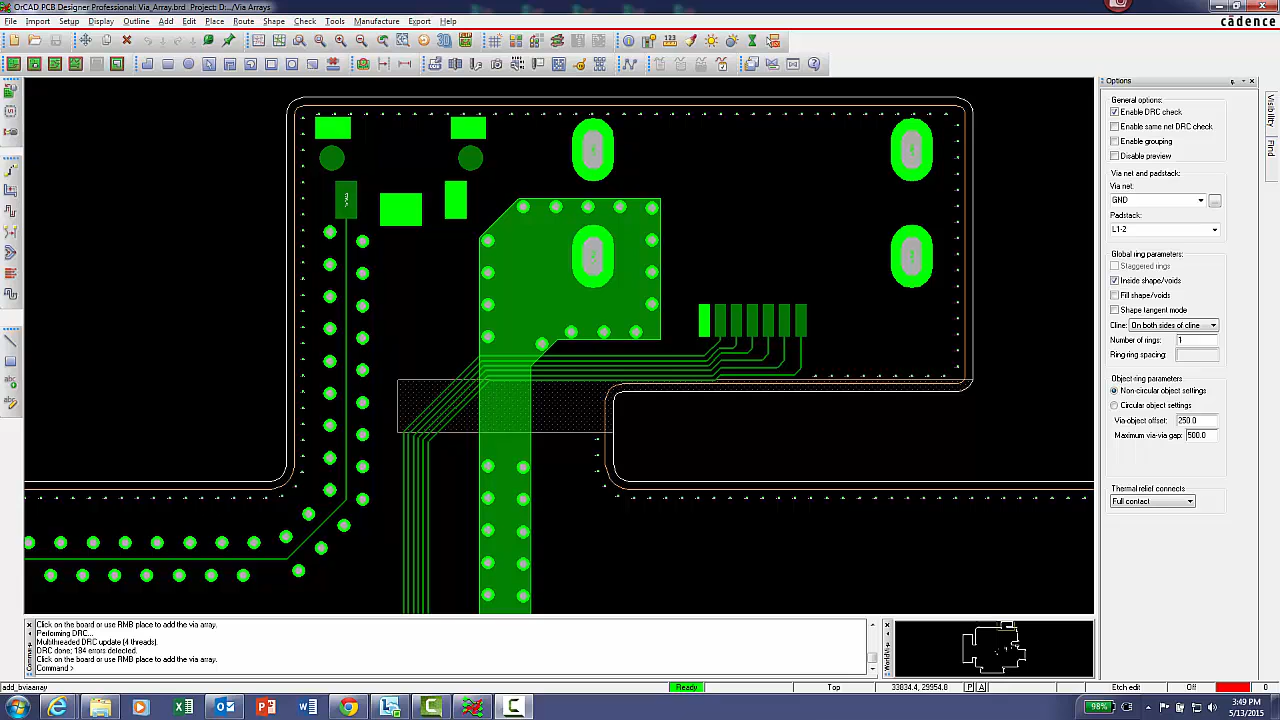 OrCAD PCB Designer Professional: Via_Array.brd Project: D:.../Via Arrays
File Import Setup Display Outline Add Edit Place Route Shape Check Tools Manufacture Export Help
cādence
Options
General options:
Enable DRC check
Enable same net DRC check
Enable grouping
Disable preview
Via net and padstack:
Via net:
GND
...
Padstack:
L1-2
Global ring parameters:
Staggered rings
Inside shape/voids
Fill shape/voids
Shape tangent mode
Cline: On both sides of cline
Number of rings: 1
Ring ring spacing:
Object ring parameters
Non-circular object settings
Circular object settings
Via object offset: 250.0
Maximum via-via gap: 500.0
Thermal relief connects
Full contact
Visibility
Find
Click on the board or use RMB place to add the via array.
Performing DRC...
Multithreaded DRC update (4 threads).
DRC done; 184 errors detected.
Click on the board or use RMB place to add the via array.
Command >
add_bviaarray
Ready
Top
33034.4, 29954.8
P A
Etch edit
Off
0
98%
3:49 PM
5/13/2015